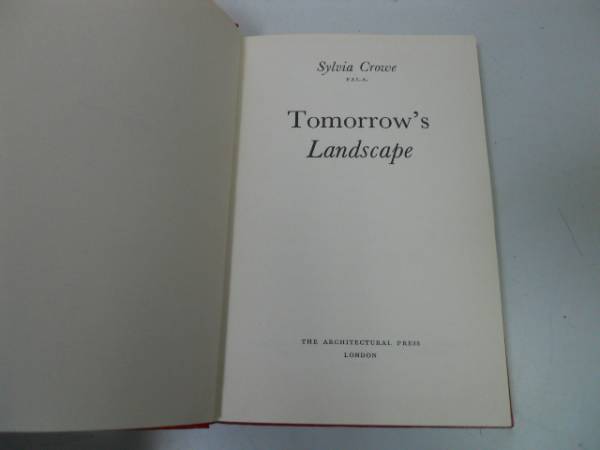 Sylvia Crowe
F.I.L.A.
Tomorrow's
Landscape
THE ARCHITECTURAL PRESS
LONDON